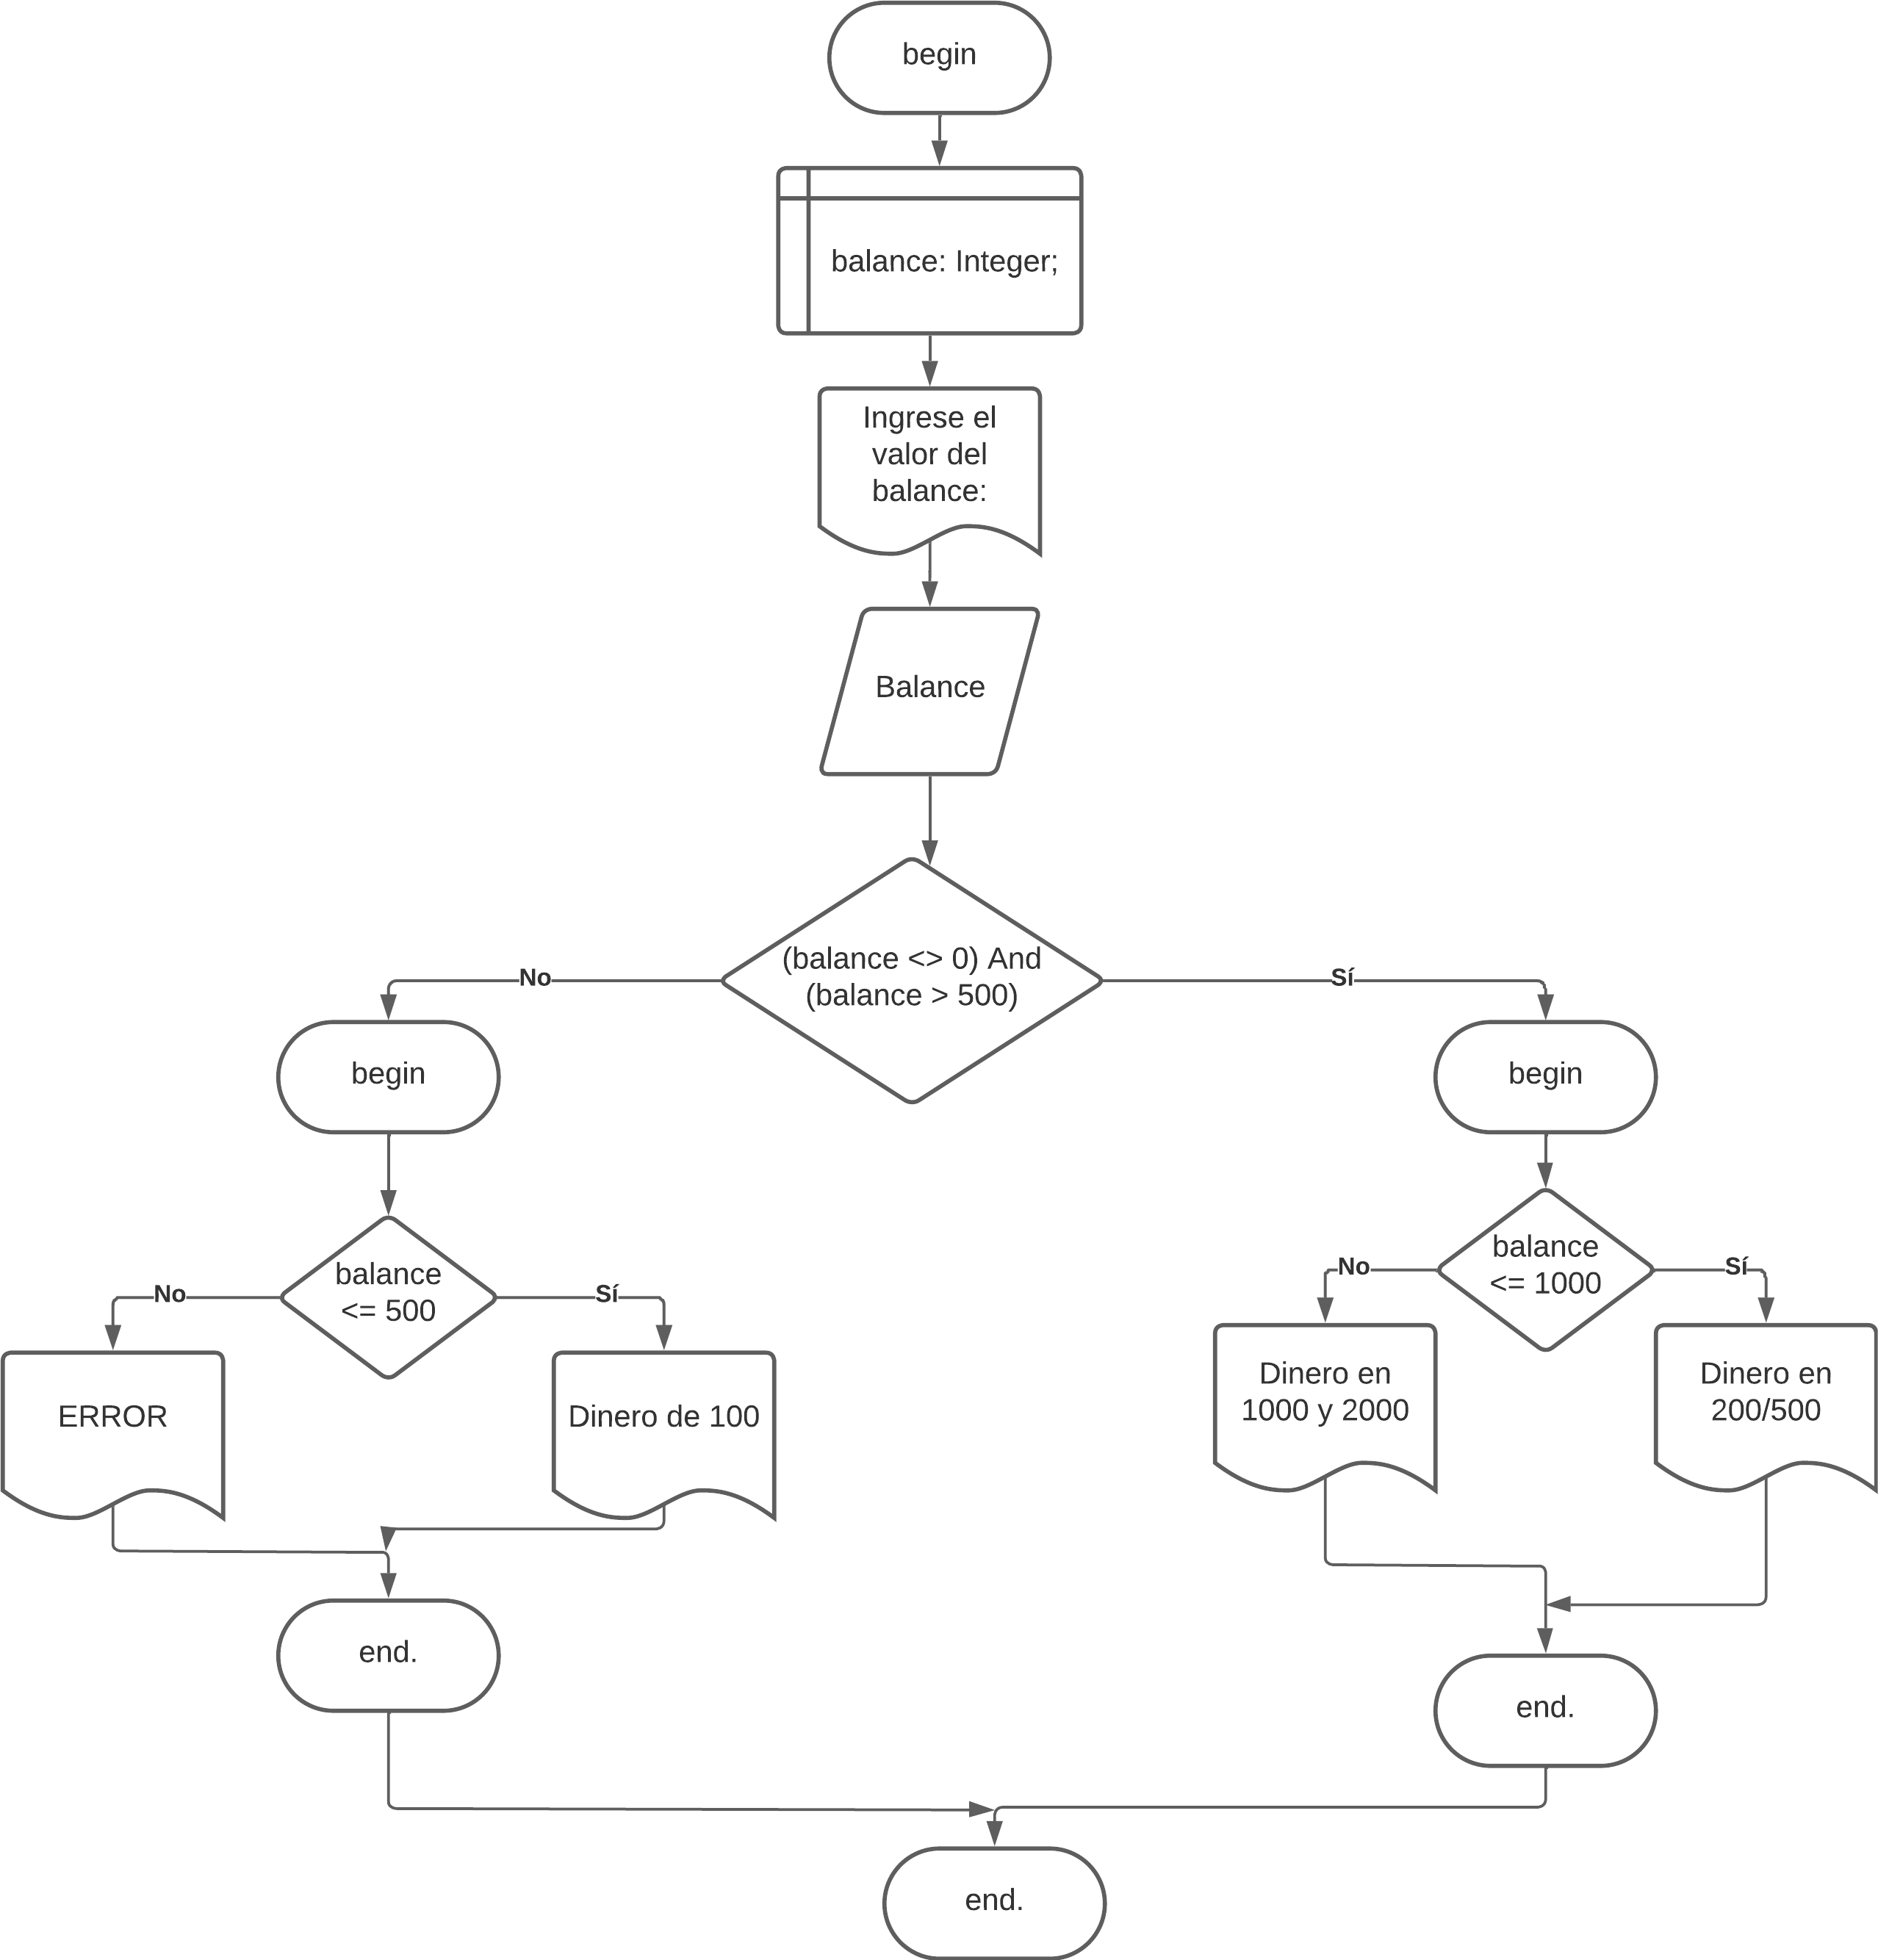 begin
balance: Integer;
Ingrese el
valor del
balance:
Balance
(balance <> 0) And
(balance > 500)
No
Sí
begin
begin
balance
<= 500
No
Sí
balance
<= 1000
No
Sí
ERROR
Dinero de 100
Dinero en
1000 y 2000
Dinero en
200/500
end.
end.
end.